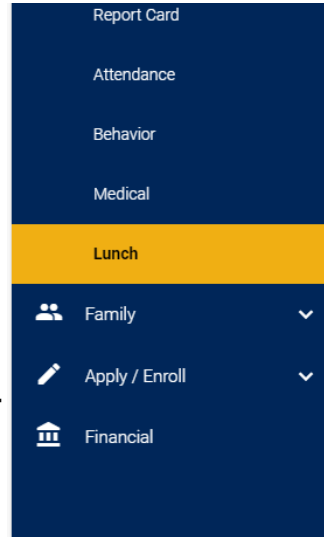 Report Card
Attendance
Behavior
Medical
Lunch
Family
Apply / Enroll
Financial